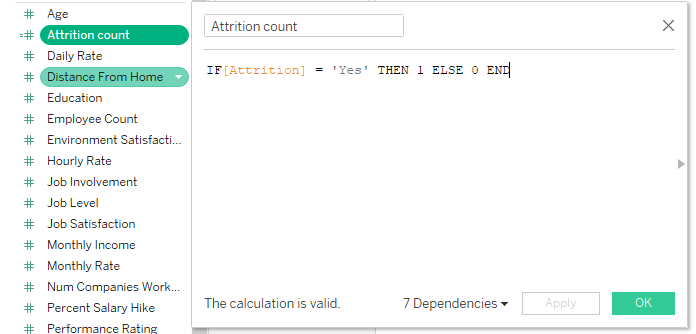 Age
Attrition count
Daily Rate
Distance From Home
Education
Employee Count
Environment Satisfacti...
Hourly Rate
Job Involvement
Job Level
Job Satisfaction
Monthly Income
Monthly Rate
Num Companies Work...
Percent Salary Hike
Performance Rating
Attrition count
IF[Attrition] = 'Yes' THEN 1 ELSE 0 END
The calculation is valid.
7 Dependencies
Apply
OK